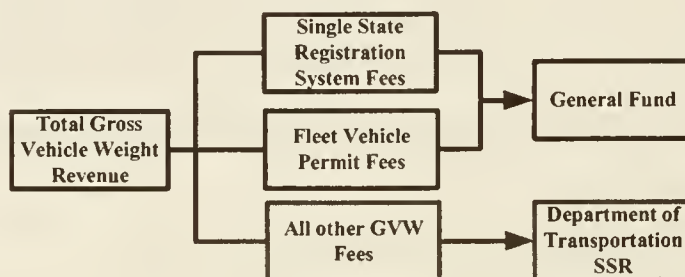 Single State
Registration
System Fees
General Fund
Total Gross
Vehicle Weight
Revenue
Fleet Vehicle
Permit Fees
All other GVW
Fees
Department of
Transportation
SSR